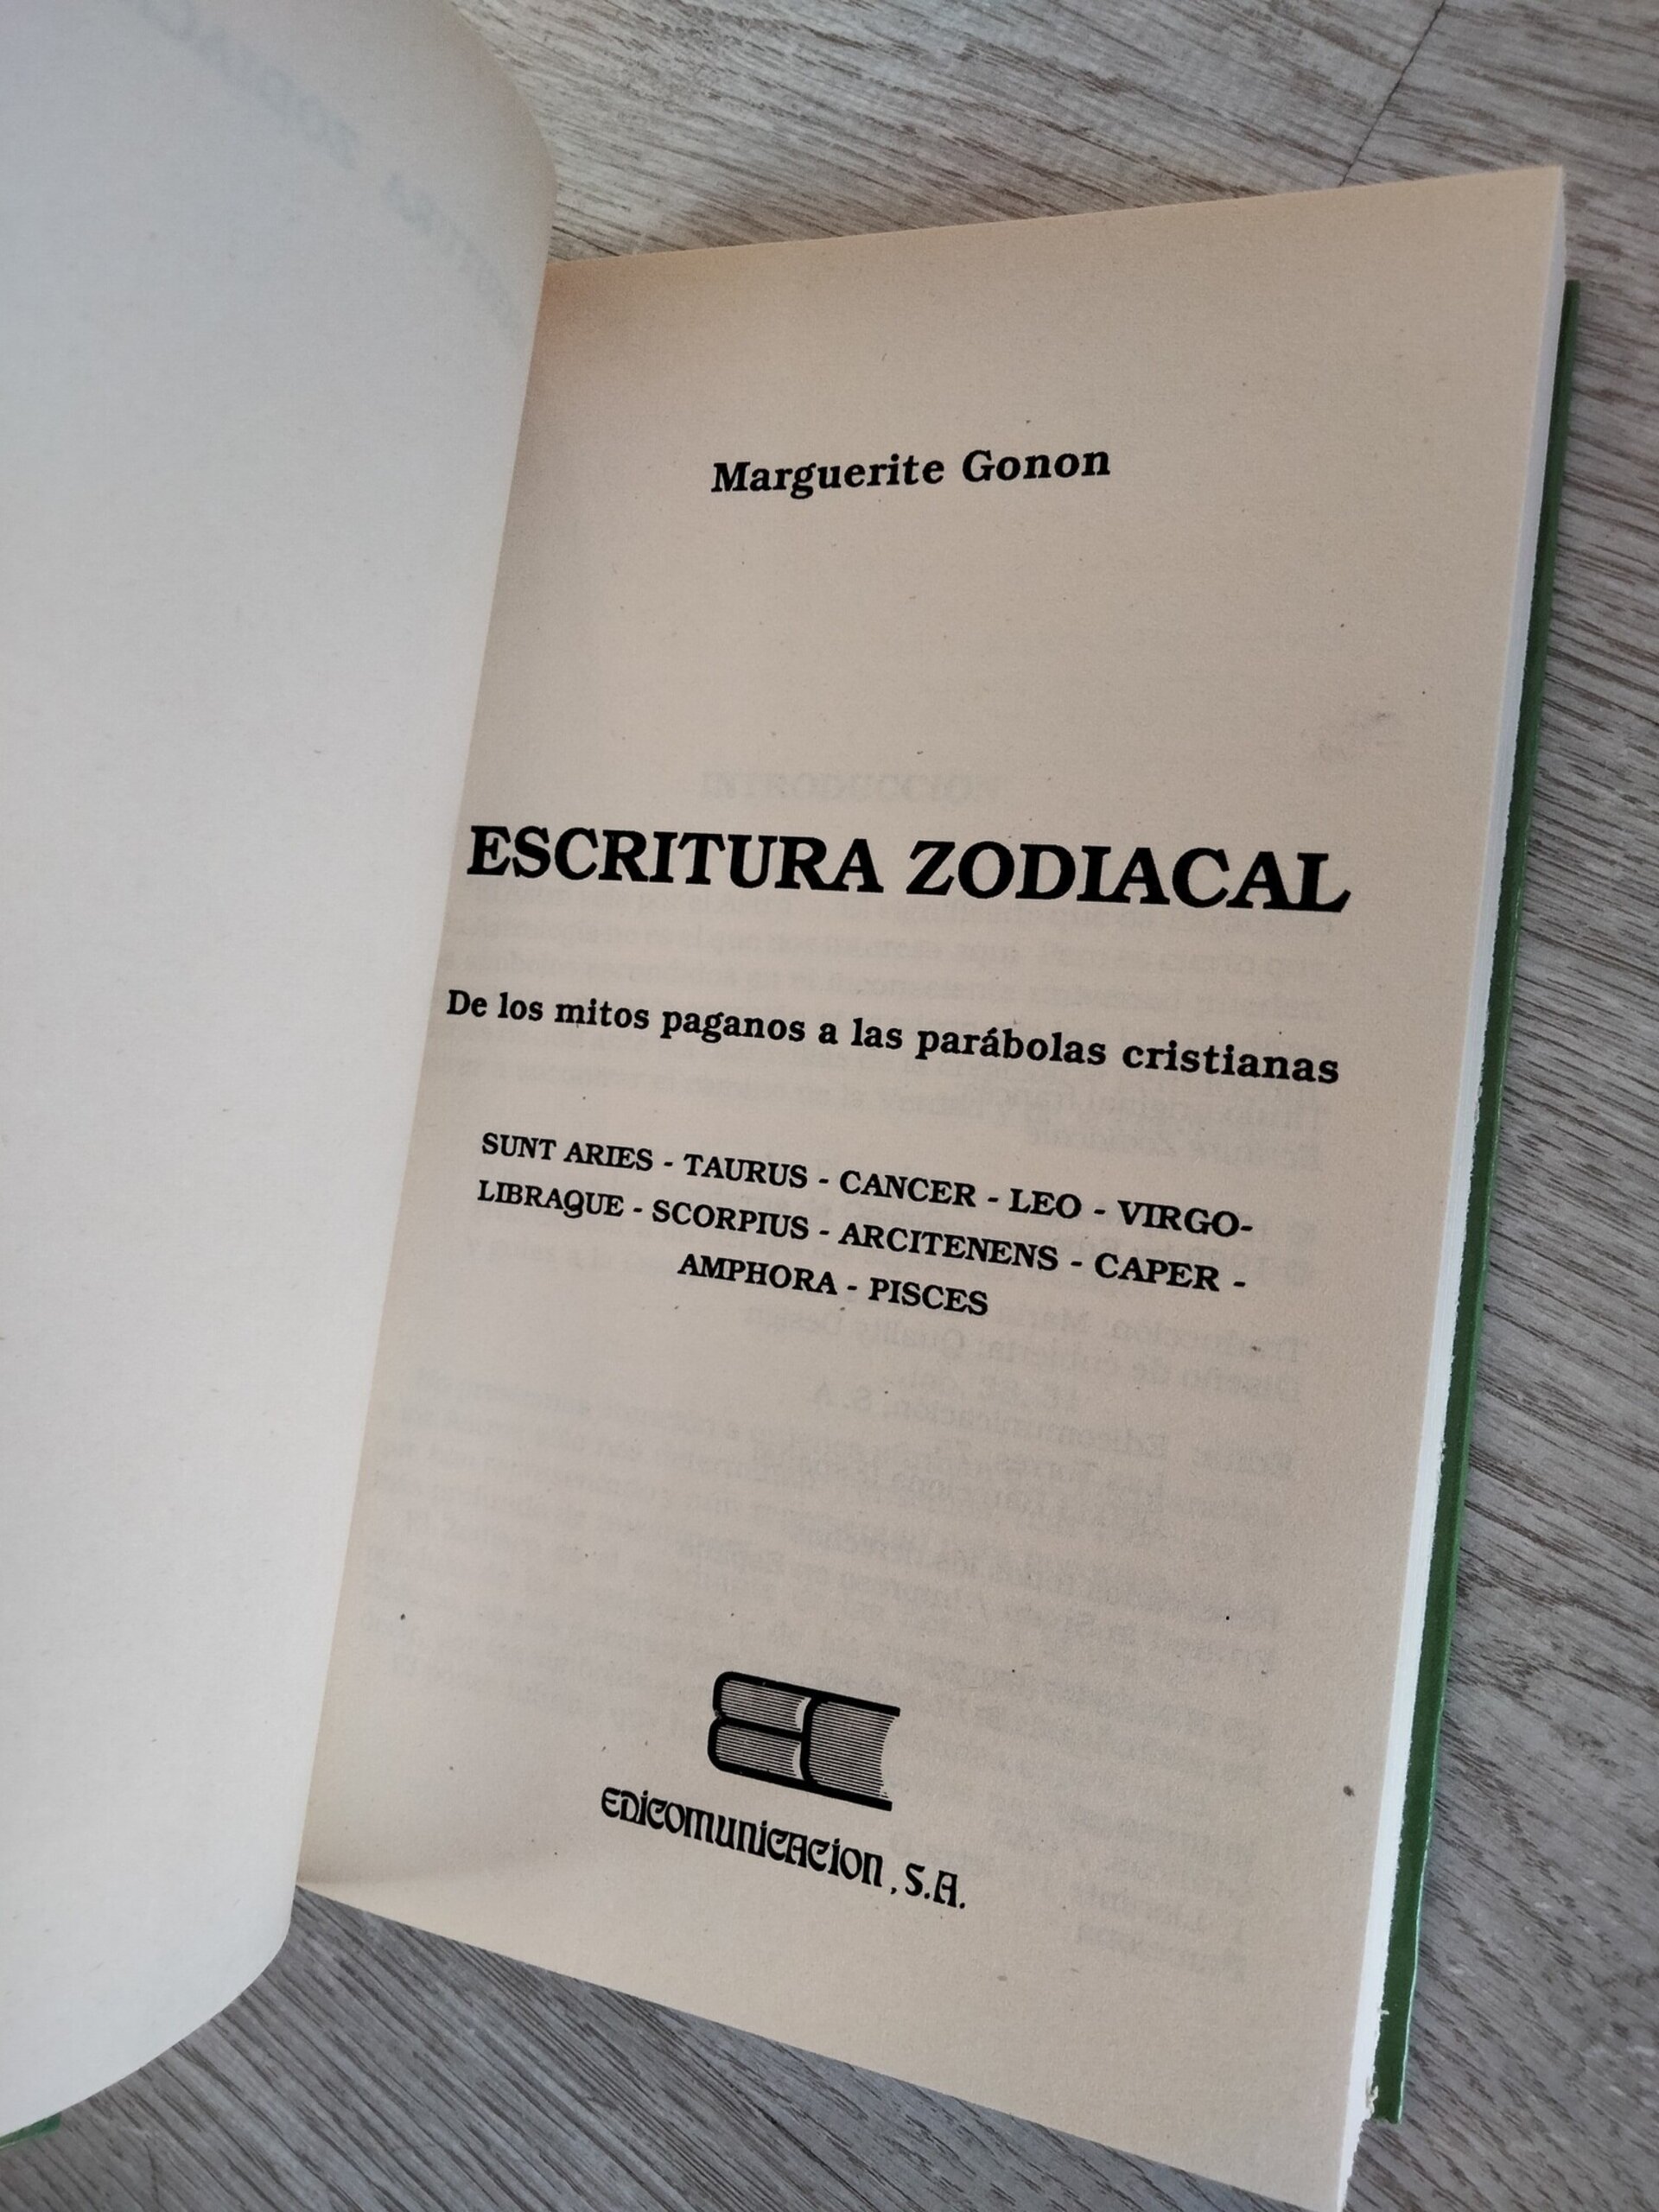 Marguerite Gonon
INTRODUCCION
ESCRITURA ZODIACAL
De los mitos paganos a las parábolas cristianas
SUNT ARIES - TAURUS - CANCER - LEO - VIRGO-
LIBRAQUE - SCORPIUS - ARCITENENS - CAPER -
AMPHORA - PISCES
EDICOMUNICACION, S.A.